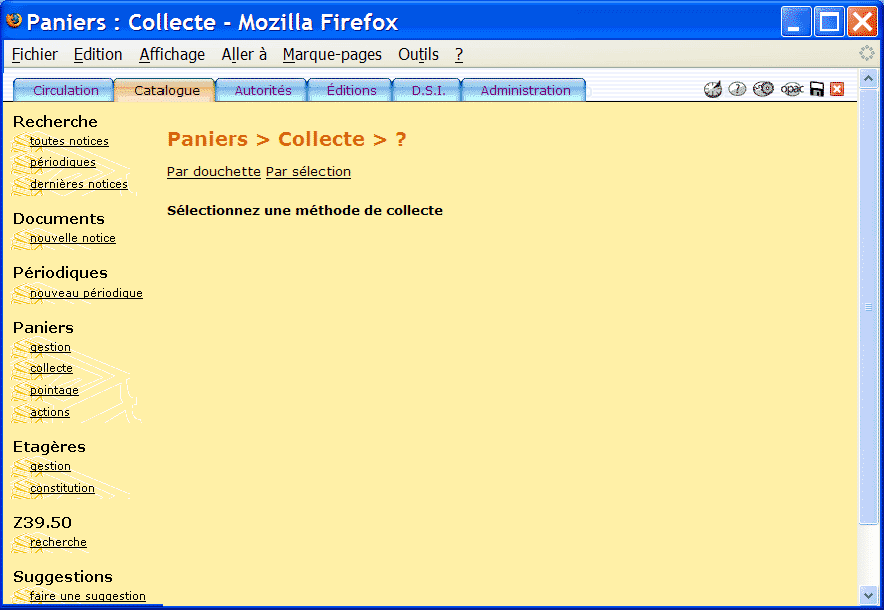 Paniers : Collecte - Mozilla Firefox
Fichier Edition Affichage Aller à Marque-pages Outils ?
Circulation Catalogue Autorités Éditions D.S.I. Administration opac
Recherche
toutes notices
périodiques
dernières notices
Documents
nouvelle notice
Périodiques
nouveau périodique
Paniers
gestion
collecte
pointage
actions
Etagères
gestion
constitution
Z39.50
recherche
Suggestions
faire une suggestion
Paniers > Collecte > ?
Par douchette Par sélection
Sélectionnez une méthode de collecte